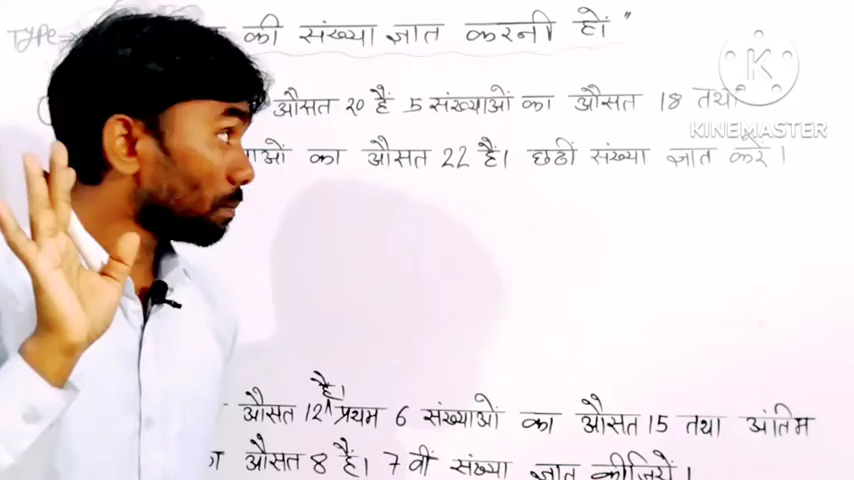 Type की संख्या ज्ञात करनी हों"
औसत 20 हैं 5 संख्याओं का औसत 18 तथा
का औसत 22 हैं। छठी संख्या ज्ञात करें।
है।
औसत 12 ^ प्रथम 6 संख्याओं का औसत 15 तथा अंतिम
औसत 8 हैं। 7 वीं संख्या ज्ञात कीजियें।
K
KINEMASTER